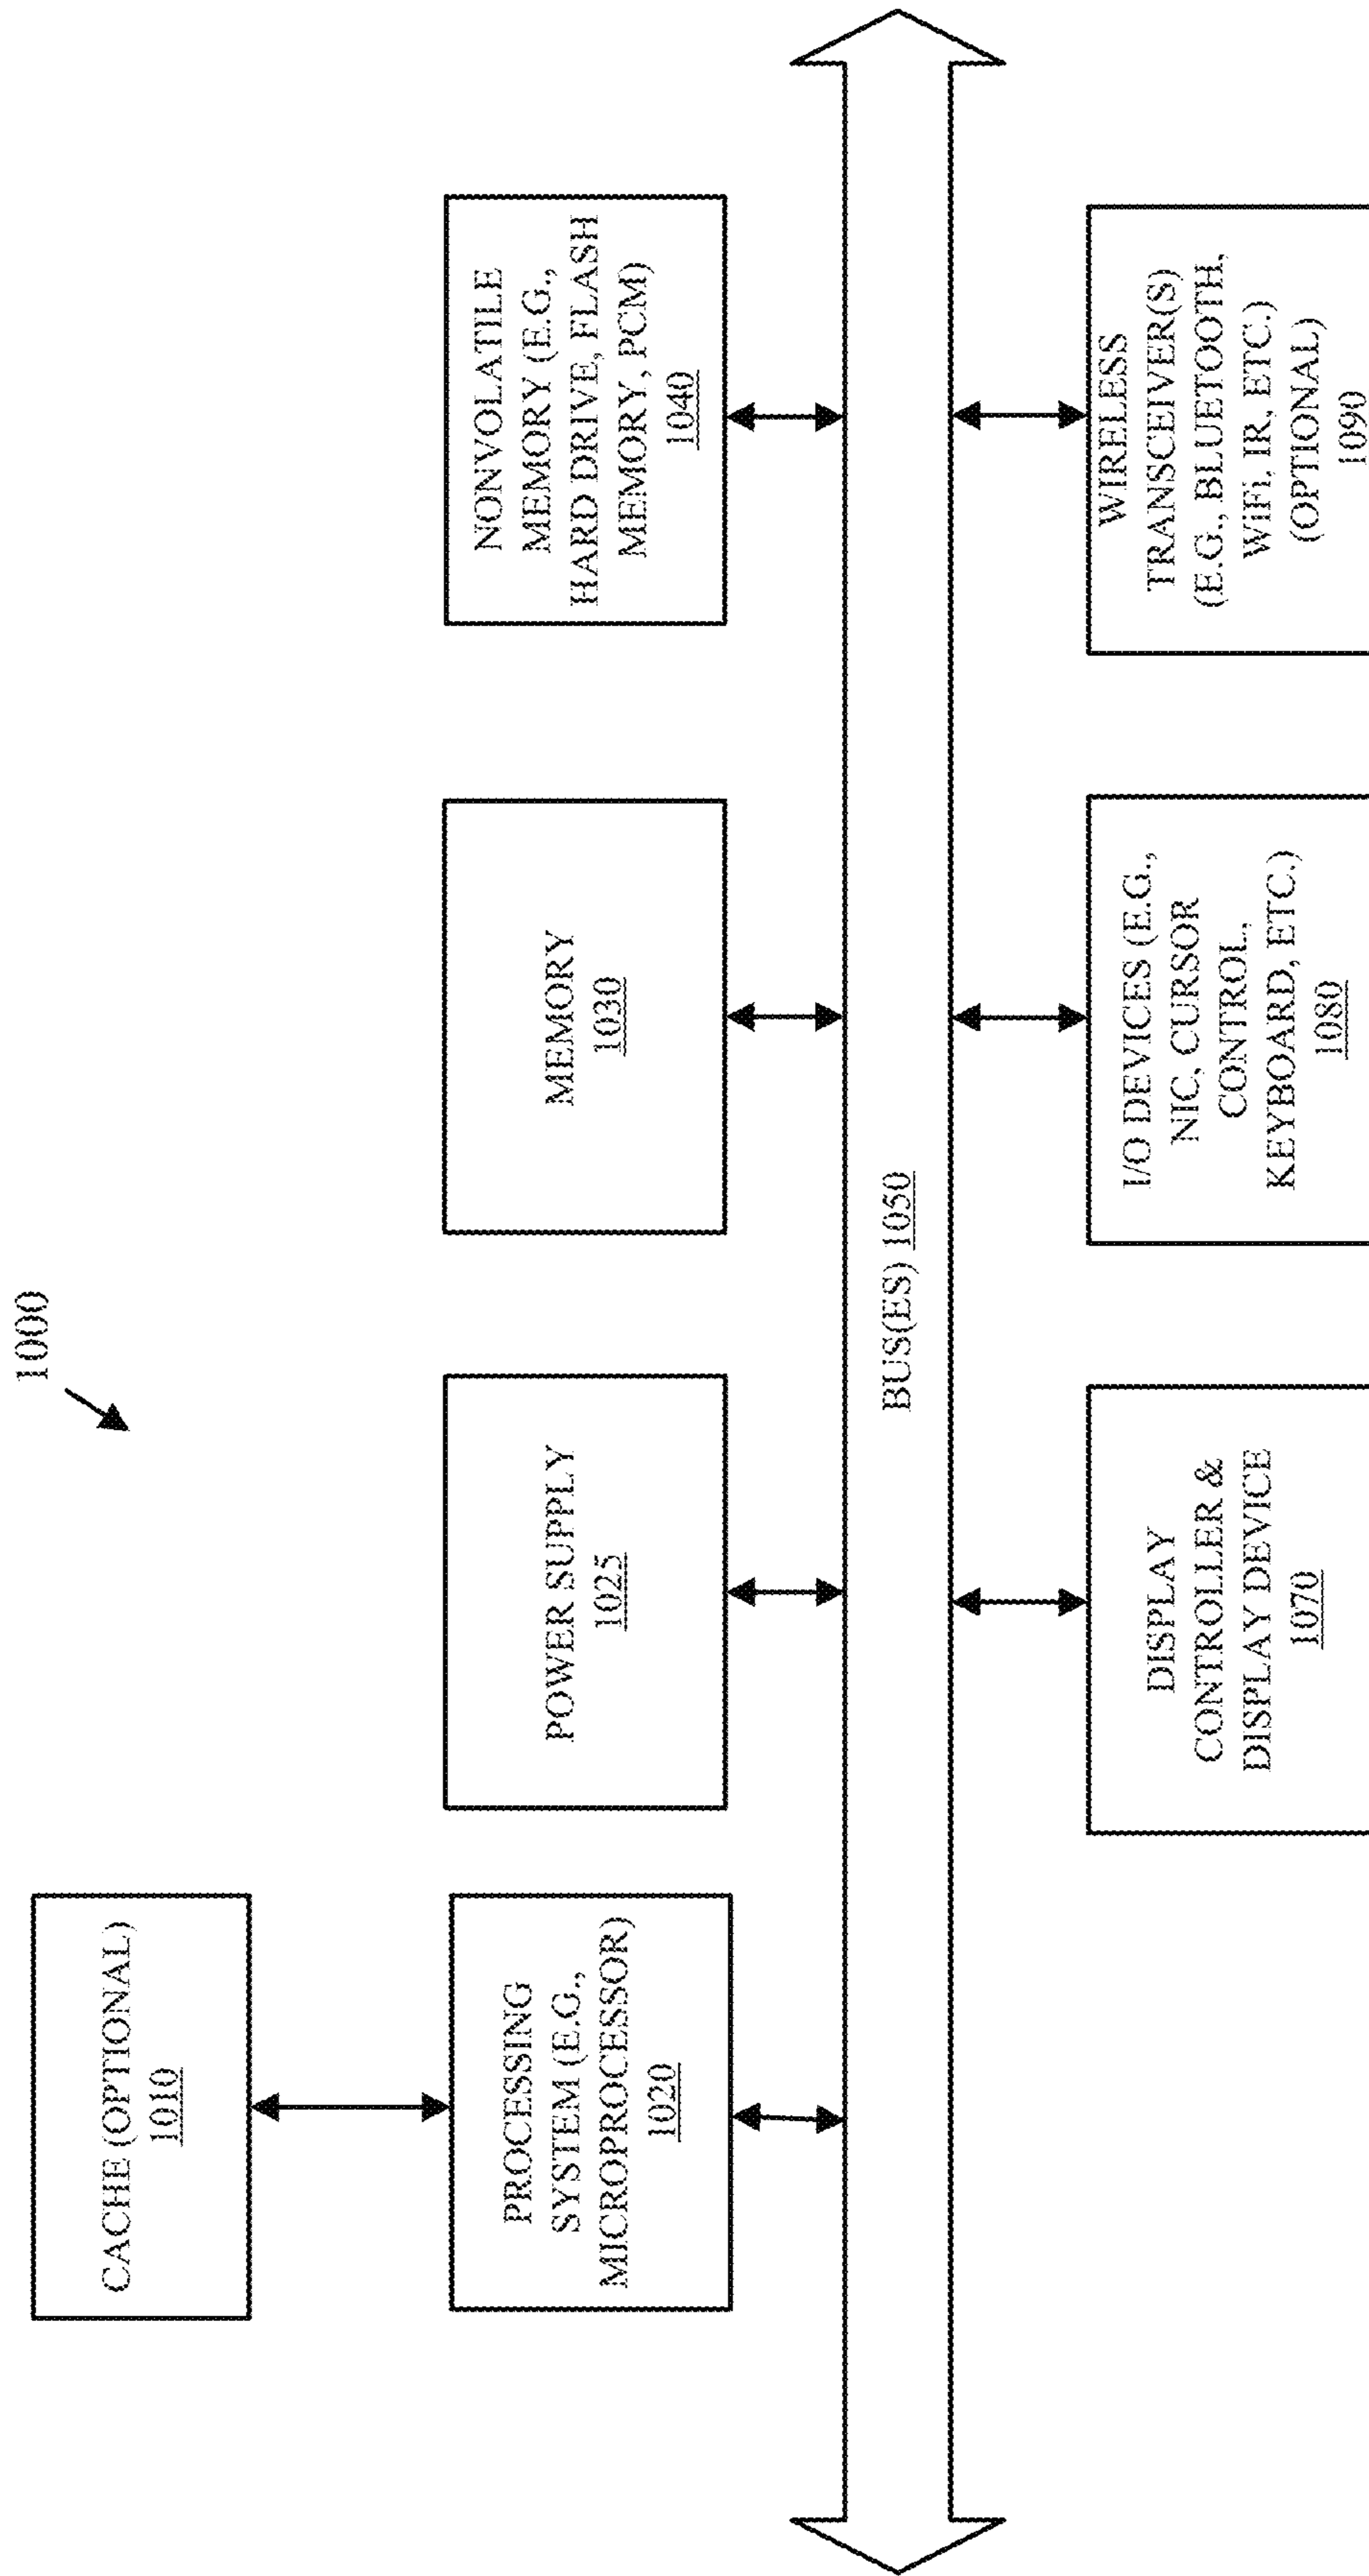 1000
CACHE (OPTIONAL)
1010
PROCESSING
SYSTEM (E.G.,
MICROPROCESSOR)
1020
POWER SUPPLY
1025
MEMORY
1030
NONVOLATILE
MEMORY (E.G.,
HARD DRIVE, FLASH
MEMORY, PCM)
1040
BUS(ES) 1050
DISPLAY
CONTROLLER &
DISPLAY DEVICE
1070
I/O DEVICES (E.G.,
NIC, CURSOR
CONTROL,
KEYBOARD, ETC.)
1080
WIRELESS
TRANSCEIVER(S)
(E.G., BLUETOOTH,
WiFi, IR, ETC.)
(OPTIONAL)
1090